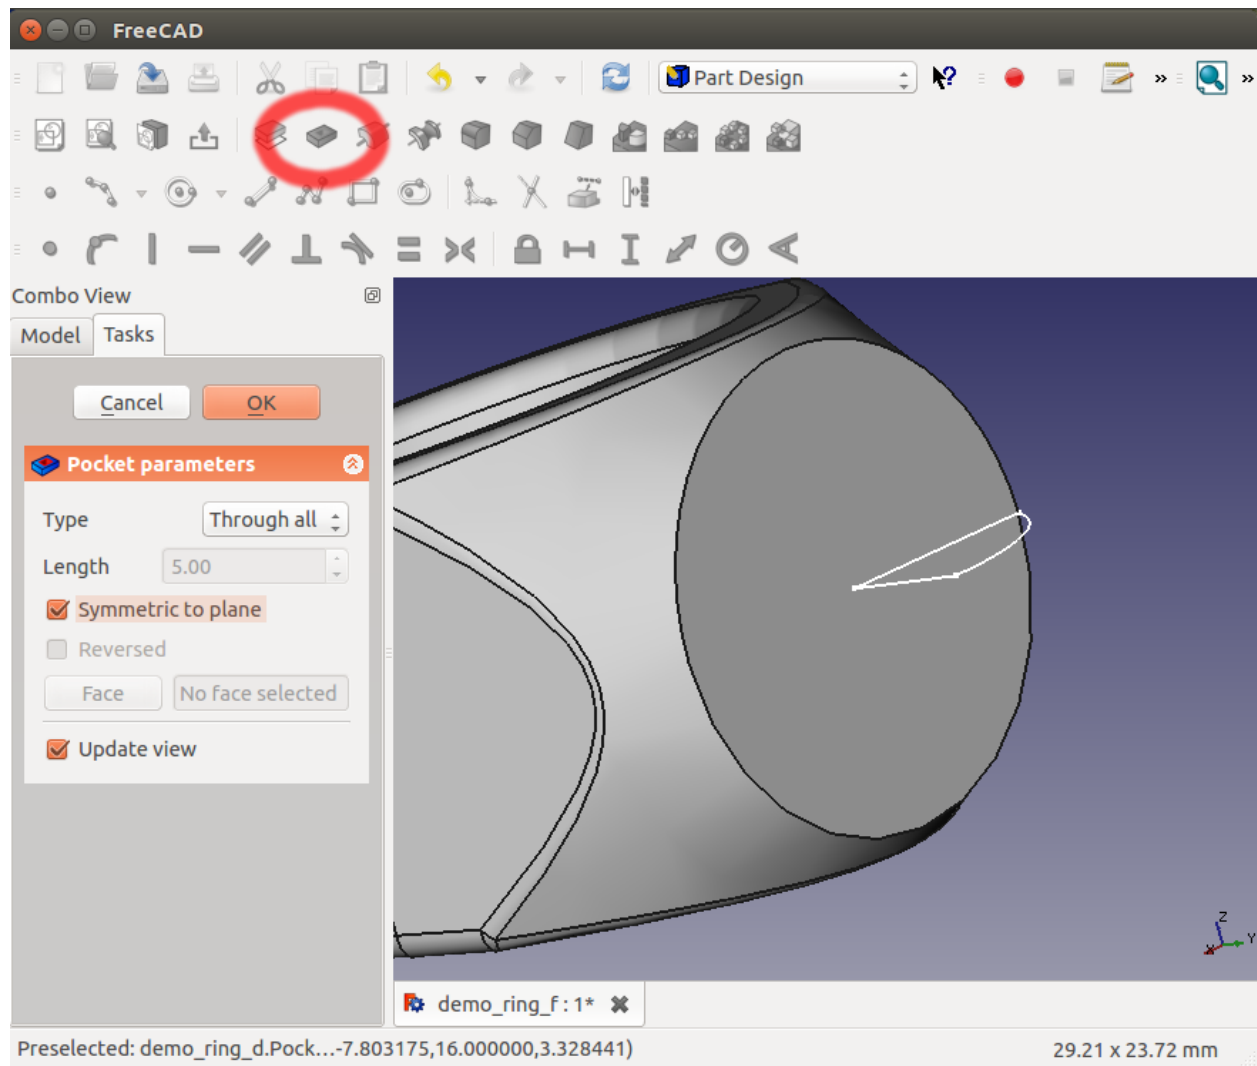 FreeCAD
Part Design
Combo View
Model Tasks
Cancel OK
Pocket parameters
Type Through all
Length 5.00
Symmetric to plane
Reversed
Face No face selected
Update view
Z
Y
X
demo_ring_f : 1*
Preselected: demo_ring_d.Pock...-7.803175,16.000000,3.328441) 29.21 x 23.72 mm